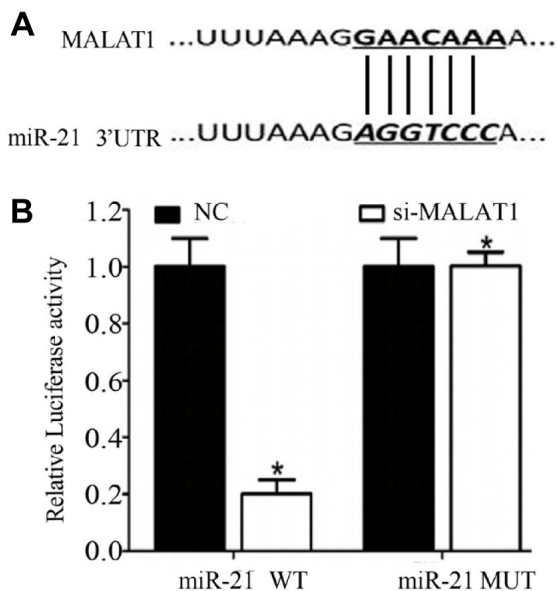 A
MALAT1 ...UUUAAAGGAACAAAA...
miR-21 3'UTR ...UUUAAAGAGGTCCCA...
B
NC si-MALAT1
Relative Luciferase activity
1.2
1.0
0.8
0.6
0.4
0.2
0.0
*
*
miR-21 WT miR-21 MUT